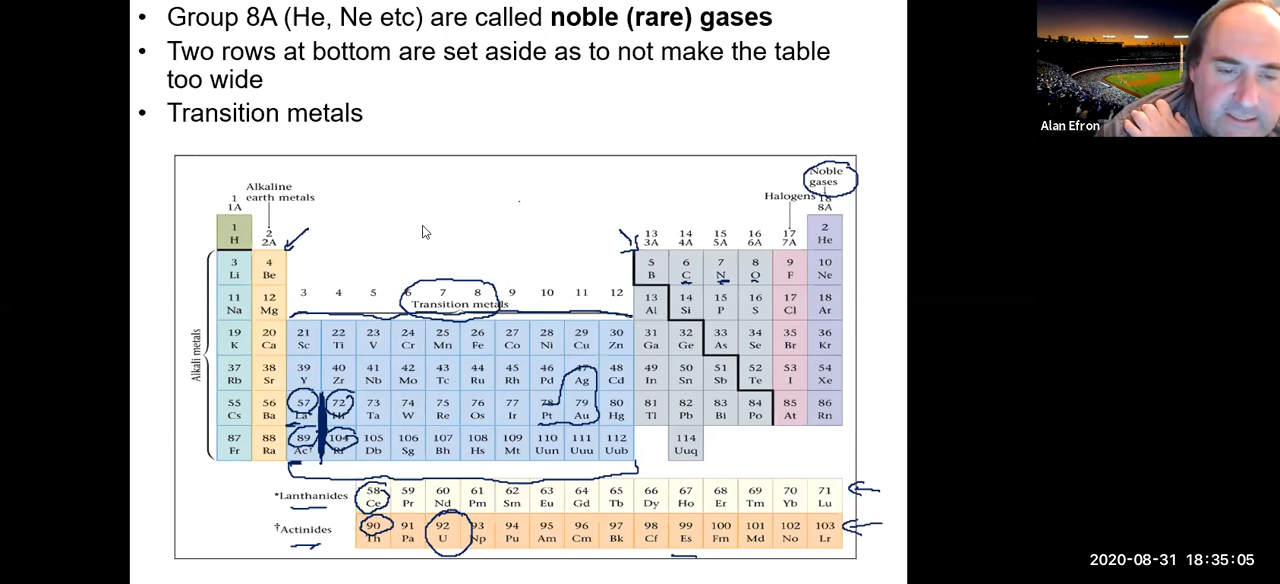 • Group 8A (He, Ne etc) are called noble (rare) gases
• Two rows at bottom are set aside as to not make the table
too wide
• Transition metals
Alan Efron
Noble
gases
Alkaline
earth metals
Halogens
1 18
1A 8A
1 2 13 14 15 16 17 2
H 2A 3A 4A 5A 6A 7A He
3 4 5 6 7 8 9 10
Li Be B C N O F Ne
3 4 5 6 7 8 9 10 11 12
Transition metals
11 12 13 14 15 16 17 18
Na Mg Al Si P S Cl Ar
19 20 21 22 23 24 25 26 27 28 29 30 31 32 33 34 35 36
K Ca Sc Ti V Cr Mn Fe Co Ni Cu Zn Ga Ge As Se Br Kr
37 38 39 40 41 42 43 44 45 46 47 48 49 50 51 52 53 54
Rb Sr Y Zr Nb Mo Tc Ru Rh Pd Ag Cd In Sn Sb Te I Xe
55 56 57 72 73 74 75 76 77 78 79 80 81 82 83 84 85 86
Cs Ba La* Hf Ta W Re Os Ir Pt Au Hg Tl Pb Bi Po At Rn
87 88 89 104 105 106 107 108 109 110 111 112 114
Fr Ra Ac† Rf Db Sg Bh Hs Mt Uun Uuu Uub Uuq
Alkali metals
*Lanthanides
58 59 60 61 62 63 64 65 66 67 68 69 70 71
Ce Pr Nd Pm Sm Eu Gd Tb Dy Ho Er Tm Yb Lu
†Actinides
90 91 92 93 94 95 96 97 98 99 100 101 102 103
Th Pa U Np Pu Am Cm Bk Cf Es Fm Md No Lr
2020-08-31 18:35:05